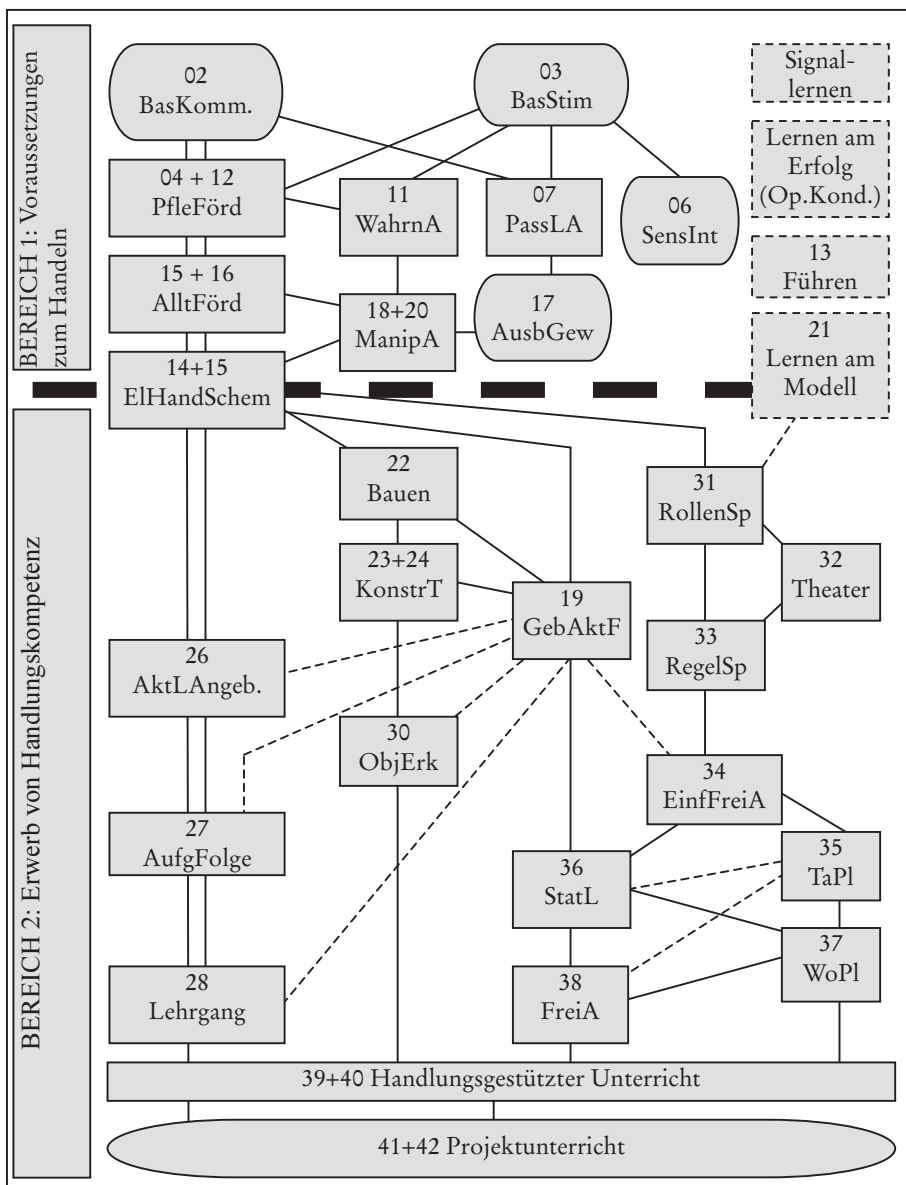 BEREICH 1: Voraussetzungen
zum Handeln
02
BasKomm.
03
BasStim
Signal-
lernen
Lernen am
Erfolg
(Op.Kond.)
04 + 12
PfleFörd
11
WahrnA
07
PassLA
06
SensInt
13
Führen
15 + 16
AlltFörd
18+20
ManipA
17
AusbGew
21
Lernen am
Modell
14+15
ElHandSchem
BEREICH 2: Erwerb von Handlungskompetenz
22
Bauen
31
RollenSp
23+24
KonstrT
32
Theater
19
GebAktF
33
RegelSp
26
AktLAngeb.
30
ObjErk
34
EinfFreiA
27
AufgFolge
36
StatL
35
TaPl
37
WoPl
28
Lehrgang
38
FreiA
39+40 Handlungsgestützter Unterricht
41+42 Projektunterricht